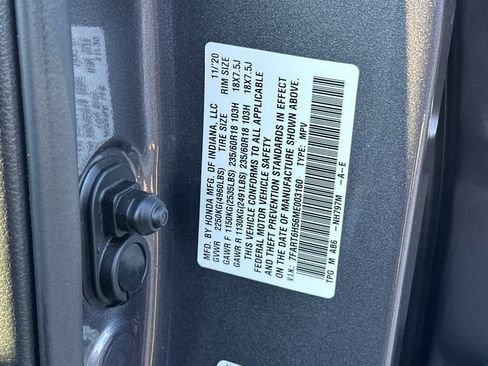 MFD. BY HONDA MFG. OF INDIANA, LLC 11/'20
GVWR 2250KG(4960LBS) TIRE SIZE RIM SIZE
GAWR F 1150KG(2535LBS) 235/60R18 103H 18X7.5J
GAWR R 1130KG(2491LBS) 235/60R18 103H 18X7.5J
THIS VEHICLE CONFORMS TO ALL APPLICABLE
FEDERAL MOTOR VEHICLE SAFETY
AND THEFT PREVENTION STANDARDS IN EFFECT
ON THE DATE OF MANUFACTURE SHOWN ABOVE.
V.I.N.: 7FART6H56ME003160 TYPE: MPV
TPG M AB6 -NH797M -A-E